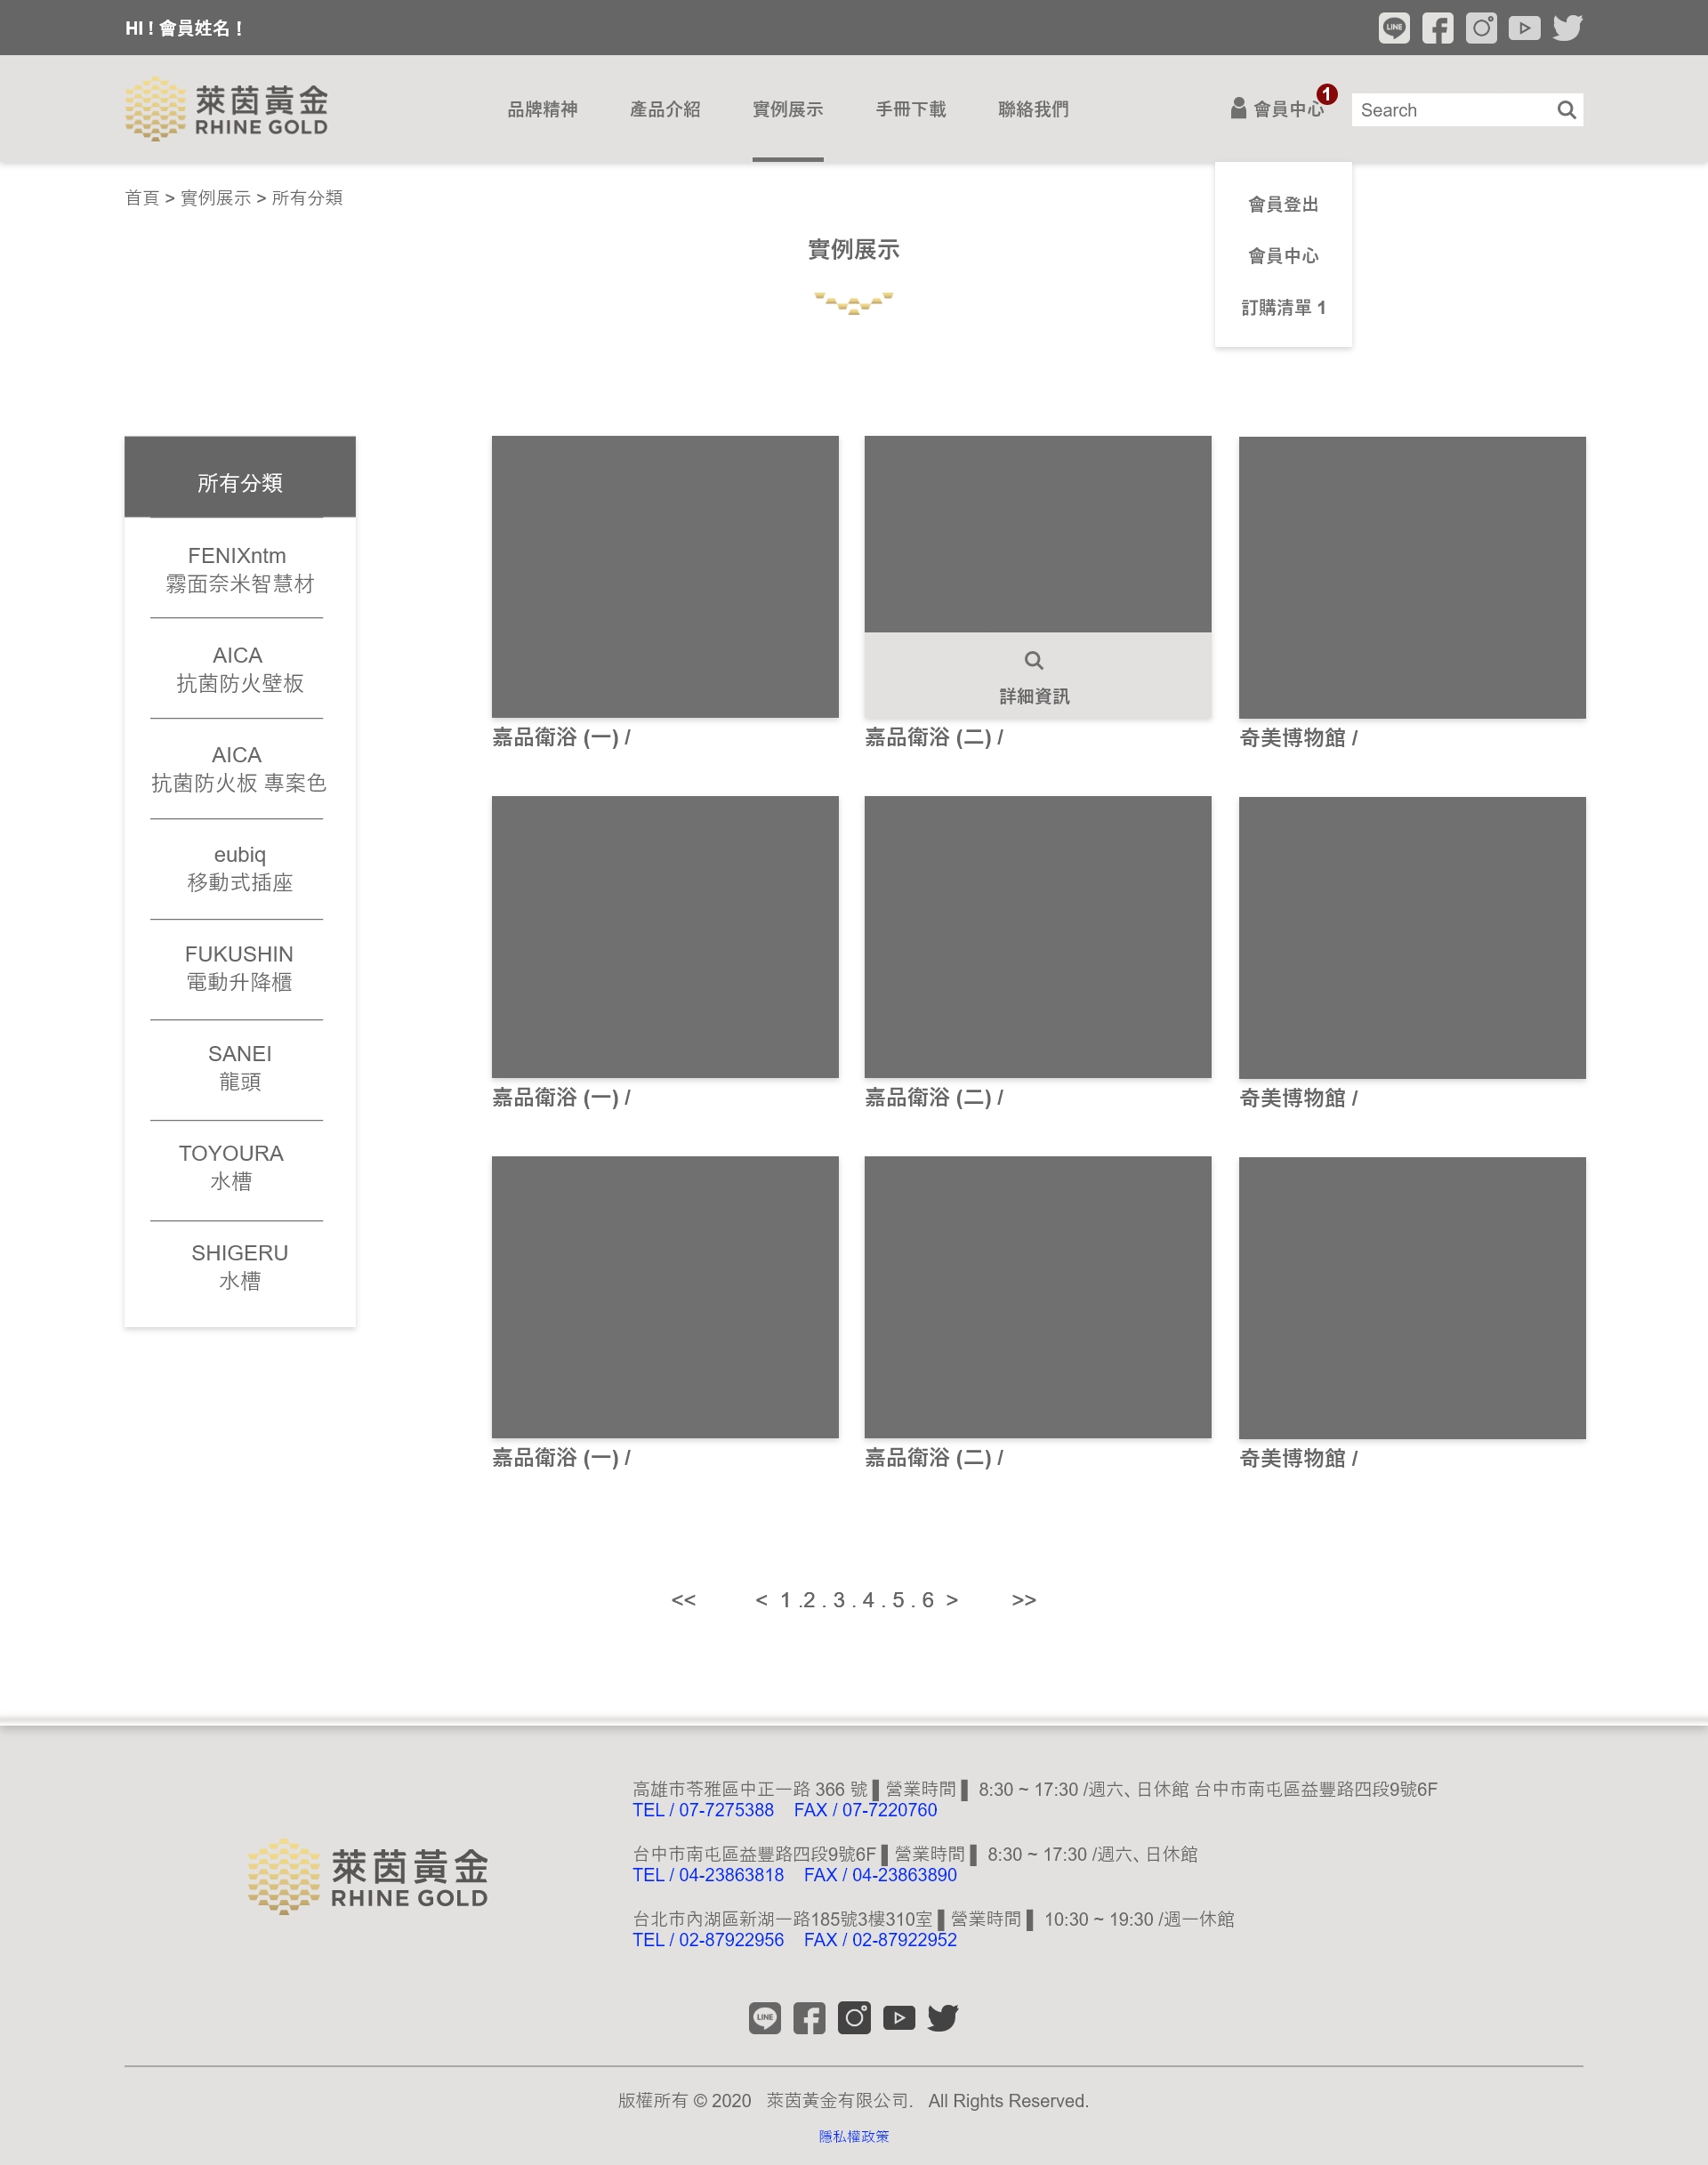 HI ! 會員姓名 !
LINE
萊茵黃金
RHINE GOLD
品牌精神 產品介紹 實例展示 手冊下載 聯絡我們
會員中心 1
Search
首頁 > 實例展示 > 所有分類
會員登出
會員中心
訂購清單 1
實例展示
所有分類
FENIXntm
霧面奈米智慧材
AICA
抗菌防火壁板
AICA
抗菌防火板 專案色
eubiq
移動式插座
FUKUSHIN
電動升降櫃
SANEI
龍頭
TOYOURA
水槽
SHIGERU
水槽
詳細資訊
嘉品衛浴 (一) / 嘉品衛浴 (二) / 奇美博物館 /
嘉品衛浴 (一) / 嘉品衛浴 (二) / 奇美博物館 /
嘉品衛浴 (一) / 嘉品衛浴 (二) / 奇美博物館 /
<< < 1 .2 . 3 . 4 . 5 . 6 > >>
萊茵黃金
RHINE GOLD
高雄市苓雅區中正一路 366 號 ▌營業時間 ▌ 8:30 ~ 17:30 /週六、日休館 台中市南屯區益豐路四段9號6F
TEL / 07-7275388 FAX / 07-7220760
台中市南屯區益豐路四段9號6F ▌營業時間 ▌ 8:30 ~ 17:30 /週六、日休館
TEL / 04-23863818 FAX / 04-23863890
台北市內湖區新湖一路185號3樓310室 ▌營業時間 ▌ 10:30 ~ 19:30 /週一休館
TEL / 02-87922956 FAX / 02-87922952
LINE
版權所有 © 2020 萊茵黃金有限公司. All Rights Reserved.
隱私權政策